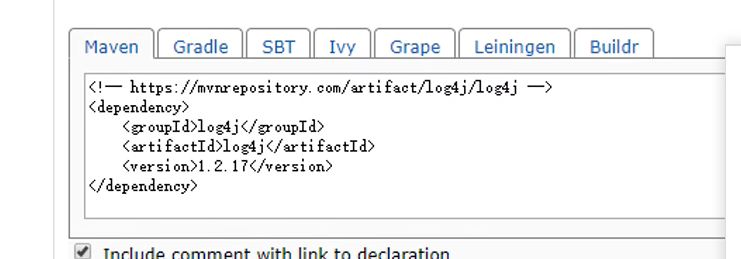 Maven Gradle SBT Ivy Grape Leiningen Buildr
<!-- https://mvnrepository.com/artifact/log4j/log4j -->
<dependency>
    <groupId>log4j</groupId>
    <artifactId>log4j</artifactId>
    <version>1.2.17</version>
</dependency>
Include comment with link to declaration